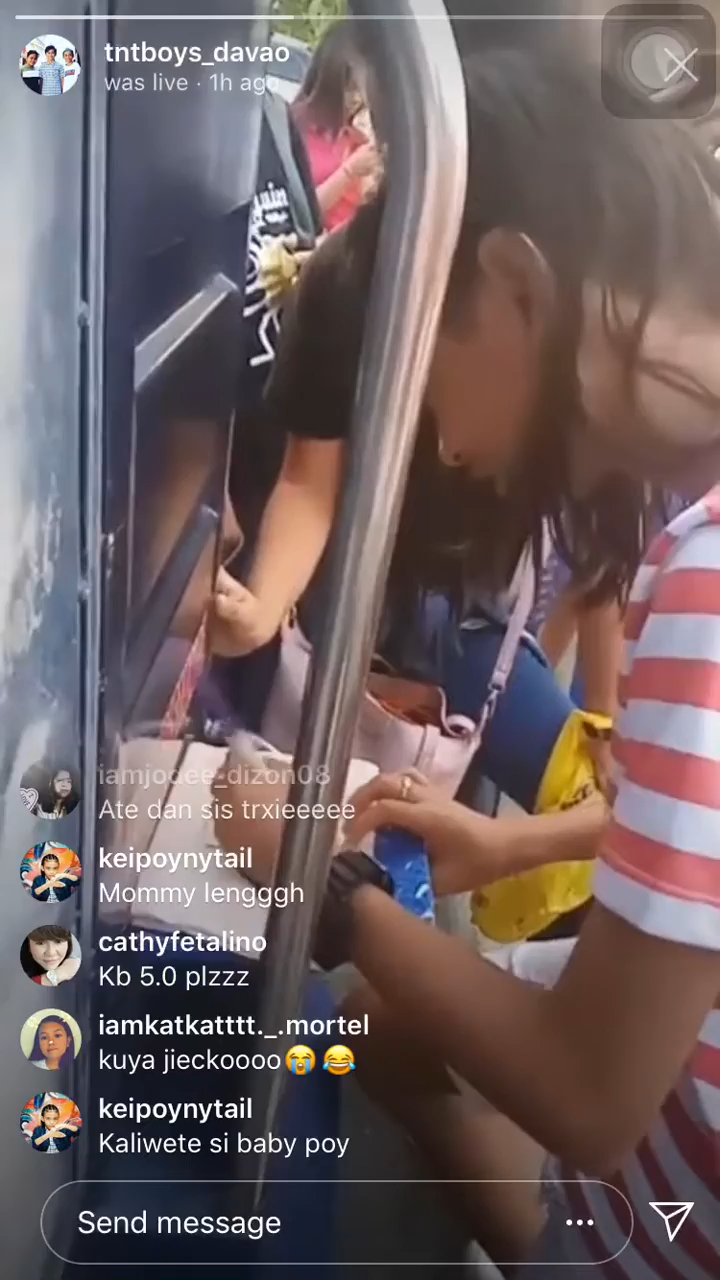 tntboys_davao
was live · 1h ago
iamjodee_dizon08
Ate dan sis trxieeeee
keipoynytail
Mommy lengggh
cathyfetalino
Kb 5.0 plzzz
iamkatkatttt._.mortel
kuya jieckoooo😭😂
keipoynytail
Kaliwete si baby poy
Send message